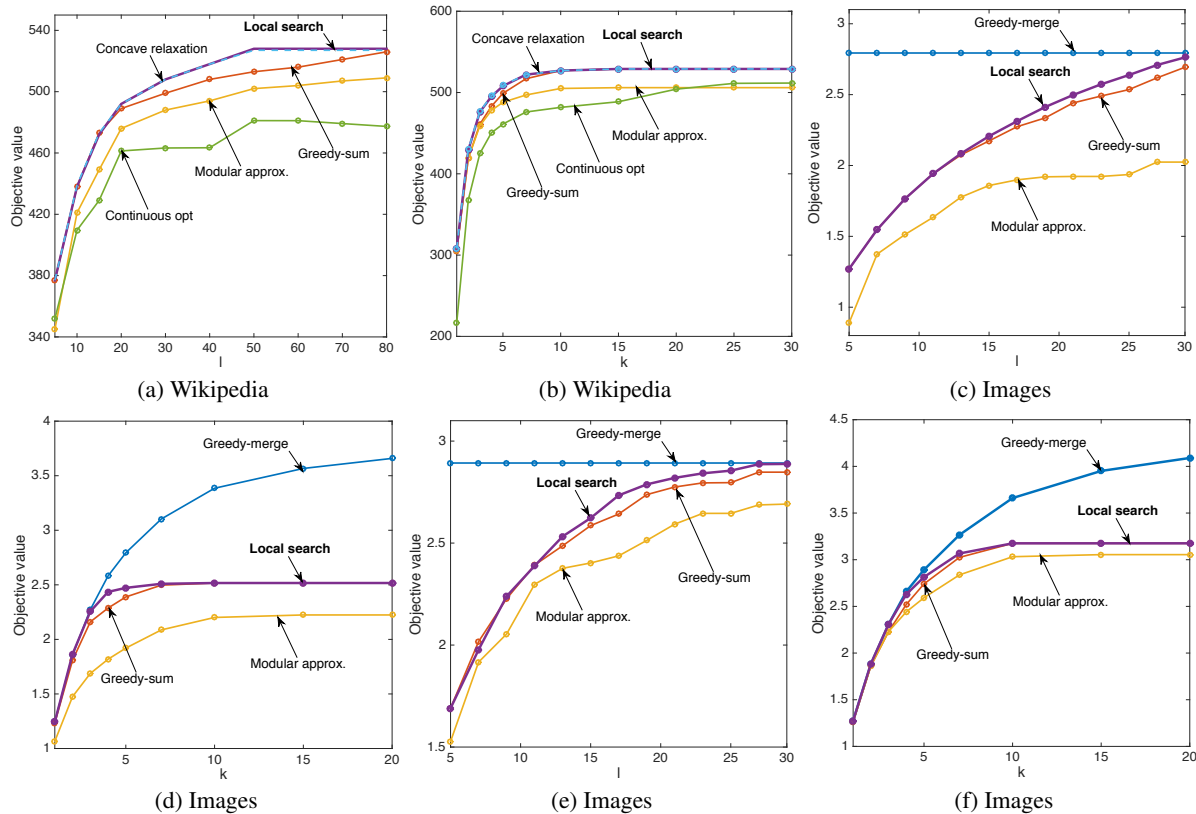 540
500
460
420
380
340
Objective value
10
20
30
40
50
60
70
80
l
Concave relaxation
Local search
Greedy-sum
Modular approx.
Continuous opt
(a) Wikipedia
600
500
400
300
200
Objective value
5
10
15
20
25
30
k
Concave relaxation
Local search
Modular approx.
Continuous opt
Greedy-sum
(b) Wikipedia
3
2.5
2
1.5
1
Objective value
5
10
15
20
25
30
l
Greedy-merge
Local search
Greedy-sum
Modular approx.
(c) Images
4
3.5
3
2.5
2
1.5
1
Objective value
5
10
15
20
k
Greedy-merge
Local search
Modular approx.
Greedy-sum
(d) Images
3
2.5
2
1.5
Objective value
5
10
15
20
25
30
l
Greedy-merge
Local search
Greedy-sum
Modular approx.
(e) Images
4.5
4
3.5
3
2.5
2
1.5
1
Objective value
5
10
15
20
k
Greedy-merge
Local search
Modular approx.
Greedy-sum
(f) Images